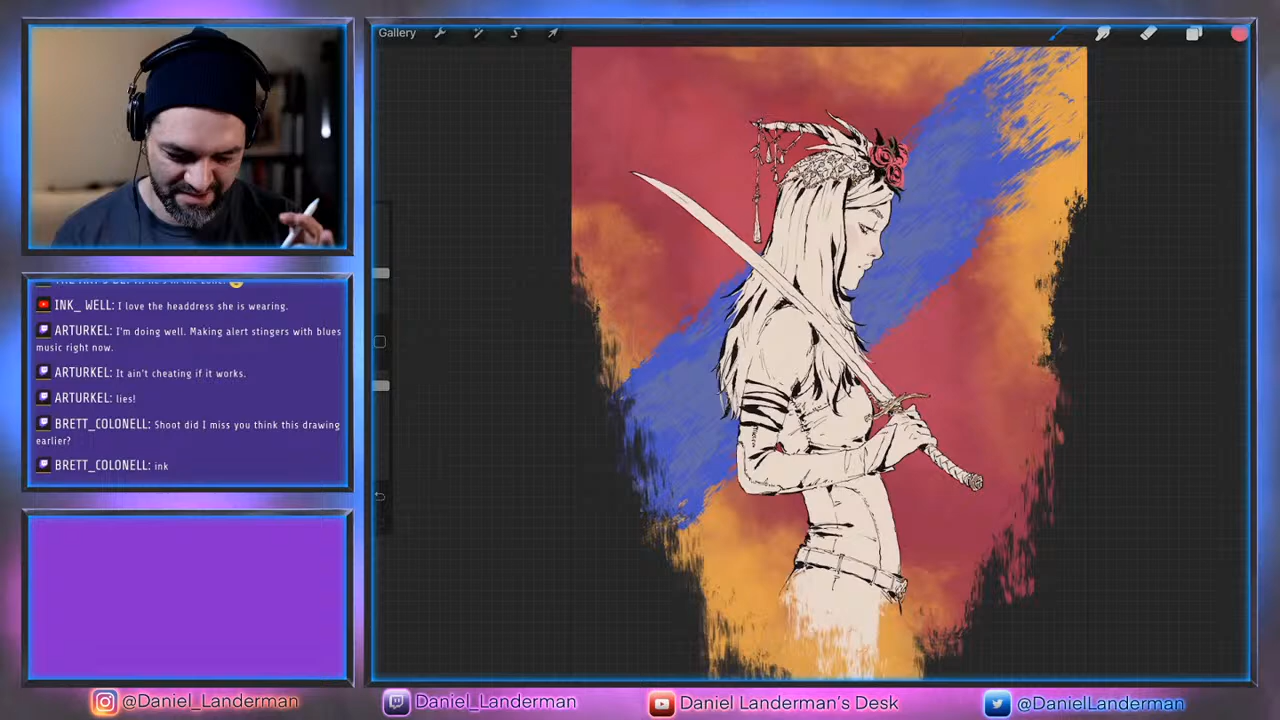 Gallery
INK_ WELL: I love the headdress she is wearing.
ARTURKEL: I'm doing well. Making alert stingers with blues
music right now.
ARTURKEL: It ain't cheating if it works.
ARTURKEL: lies!
BRETT_COLONELL: Shoot did I miss you think this drawing
earlier?
BRETT_COLONELL: ink
@Daniel_Landerman
Daniel_Landerman
Daniel Landerman's Desk
@DanielLanderman